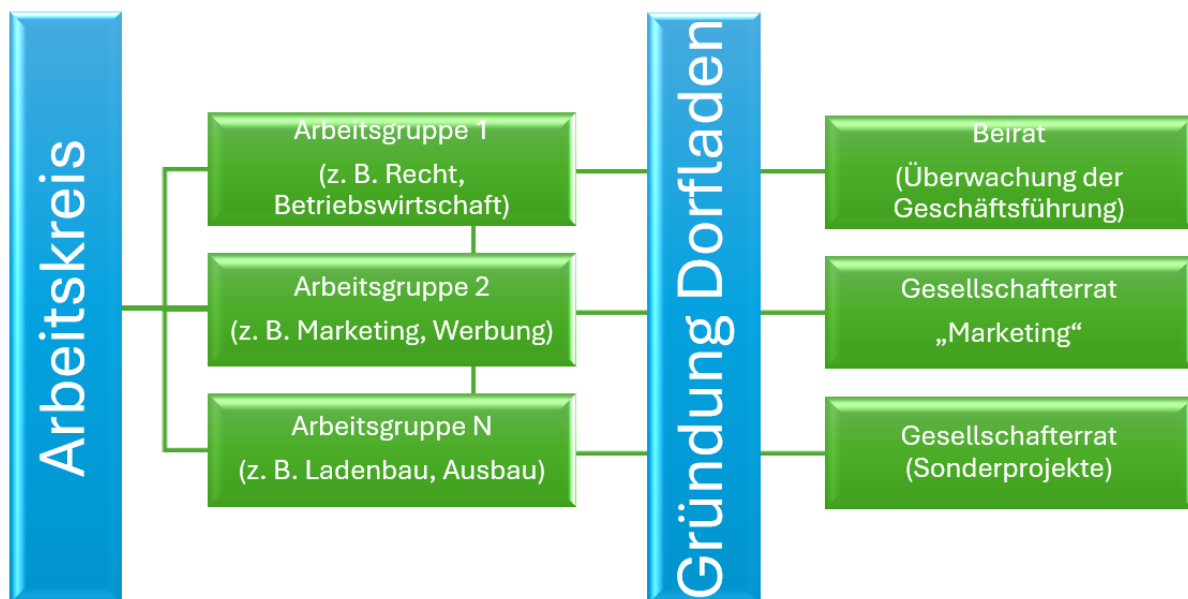 Arbeitskreis
Arbeitsgruppe 1
(z. B. Recht,
Betriebswirtschaft)
Arbeitsgruppe 2
(z. B. Marketing, Werbung)
Arbeitsgruppe N
(z. B. Ladenbau, Ausbau)
Gründung Dorfladen
Beirat
(Überwachung der
Geschäftsführung)
Gesellschafterrat
„Marketing“
Gesellschafterrat
(Sonderprojekte)